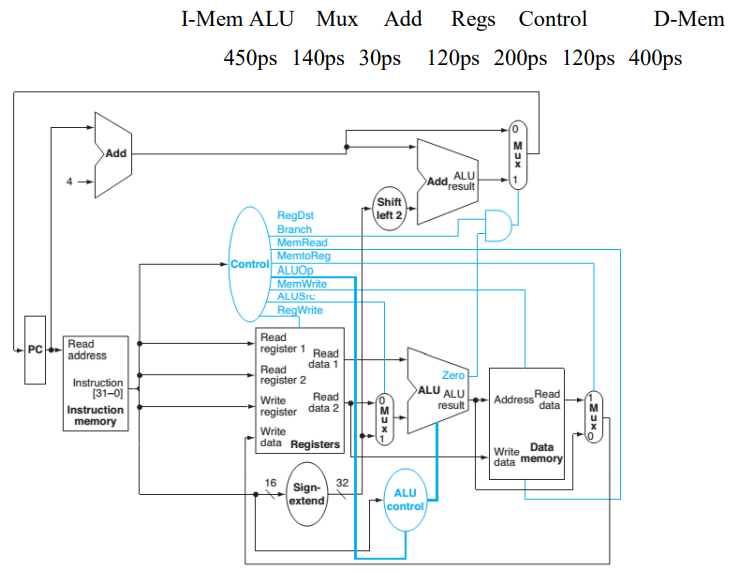 I-Mem ALU Mux Add Regs Control D-Mem
450ps 140ps 30ps 120ps 200ps 120ps 400ps
Add
4
Add ALU
result
0
M
u
x
1
Shift
left 2
RegDst
Branch
MemRead
MemtoReg
Control
ALUOp
MemWrite
ALUSrc
RegWrite
PC
Read
address
Instruction
[31–0]
Instruction
memory
Read
register 1
Read
data 1
Read
register 2
Write
register
Read
data 2
Write
data
Registers
0
M
u
x
1
Zero
ALU ALU
result
Address
Read
data
Write
data
Data
memory
1
M
u
x
0
16
Sign-
extend
32
ALU
control